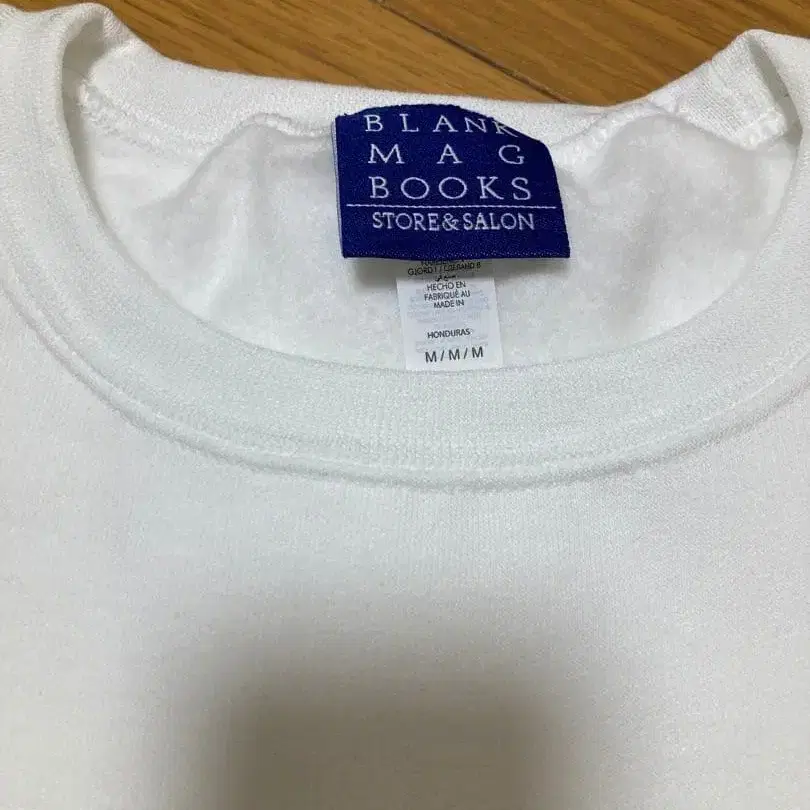 BLANK
MAG
BOOKS
STORE&SALON
HECHO EN
FABRIQUÉ AU
MADE IN
HONDURAS
M / M / M